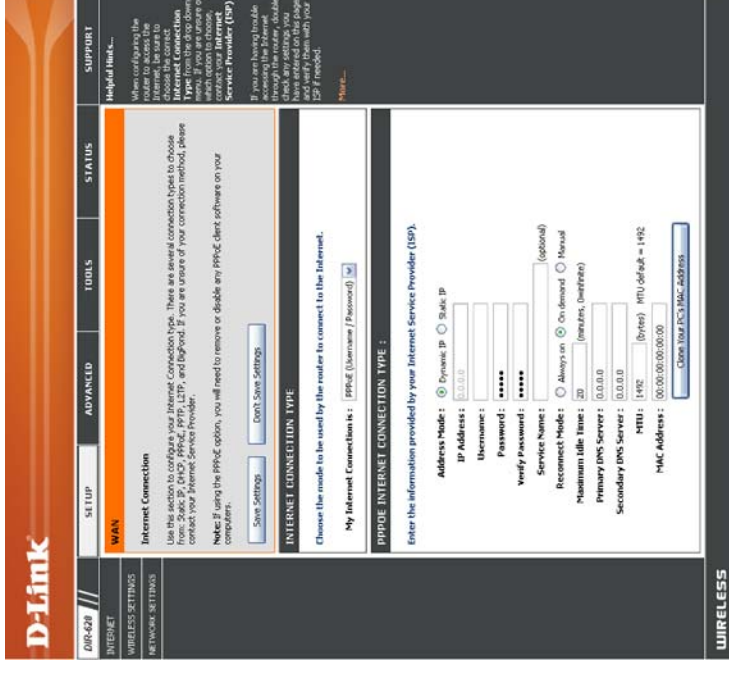 D-Link
DIR-628
SETUP
ADVANCED
TOOLS
STATUS
SUPPORT
INTERNET
WIRELESS SETTINGS
NETWORK SETTINGS
WAN
Internet Connection
Use this section to configure your Internet Connection type. There are several connection types to choose
from: Static IP, DHCP, PPPoE, PPTP, L2TP, and BigPond. If you are unsure of your connection method, please
contact your Internet Service Provider.
Note: If using the PPPoE option, you will need to remove or disable any PPPoE client software on your
computers.
Save Settings
Don't Save Settings
INTERNET CONNECTION TYPE
Choose the mode to be used by the router to connect to the Internet.
My Internet Connection is : PPPoE (Username / Password)
PPPOE INTERNET CONNECTION TYPE :
Enter the information provided by your Internet Service Provider (ISP).
Address Mode : Dynamic IP Static IP
IP Address : 0.0.0.0
Username :
Password : •••••
Verify Password : •••••
Service Name : (optional)
Reconnect Mode : Always on On demand Manual
Maximum Idle Time : 20 (minutes, 0=infinite)
Primary DNS Server : 0.0.0.0
Secondary DNS Server : 0.0.0.0
MTU : 1492 (bytes) MTU default = 1492
MAC Address : 00:00:00:00:00:00
Clone Your PC's MAC Address
Helpful Hints...
When configuring the
router to access the
Internet, be sure to
choose the correct
Internet Connection
Type from the drop down
menu. If you are unsure of
which option to choose,
contact your Internet
Service Provider (ISP)
If you are having trouble
accessing the Internet
through the router, double
check any settings you
have entered on this page
and verify them with your
ISP if needed.
More...
WIRELESS